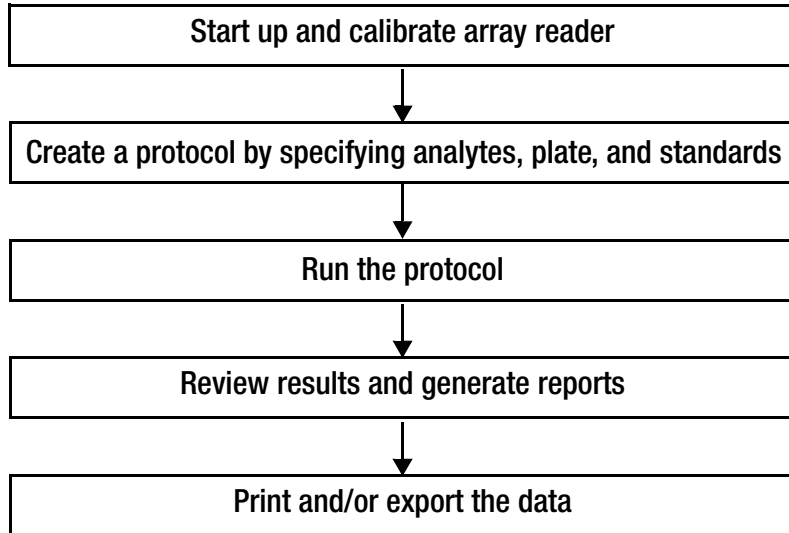 Start up and calibrate array reader
Create a protocol by specifying analytes, plate, and standards
Run the protocol
Review results and generate reports
Print and/or export the data